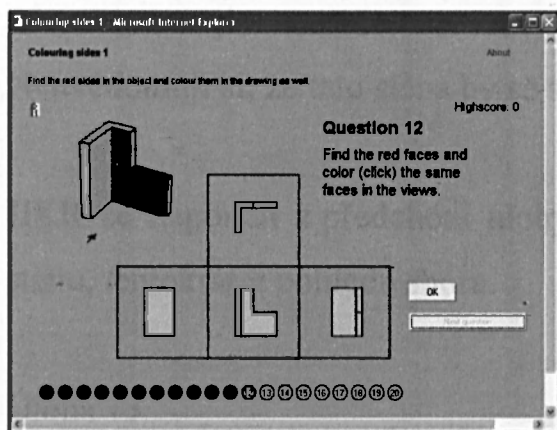 Colouring sides 1 - Microsoft Internet Explorer
Colouring sides 1
About
Find the red sides in the object and colour them in the drawing as well.
Highscore: 0
Question 12
Find the red faces and
color (click) the same
faces in the views.
OK
Next question
12 13 14 15 16 17 18 19 20